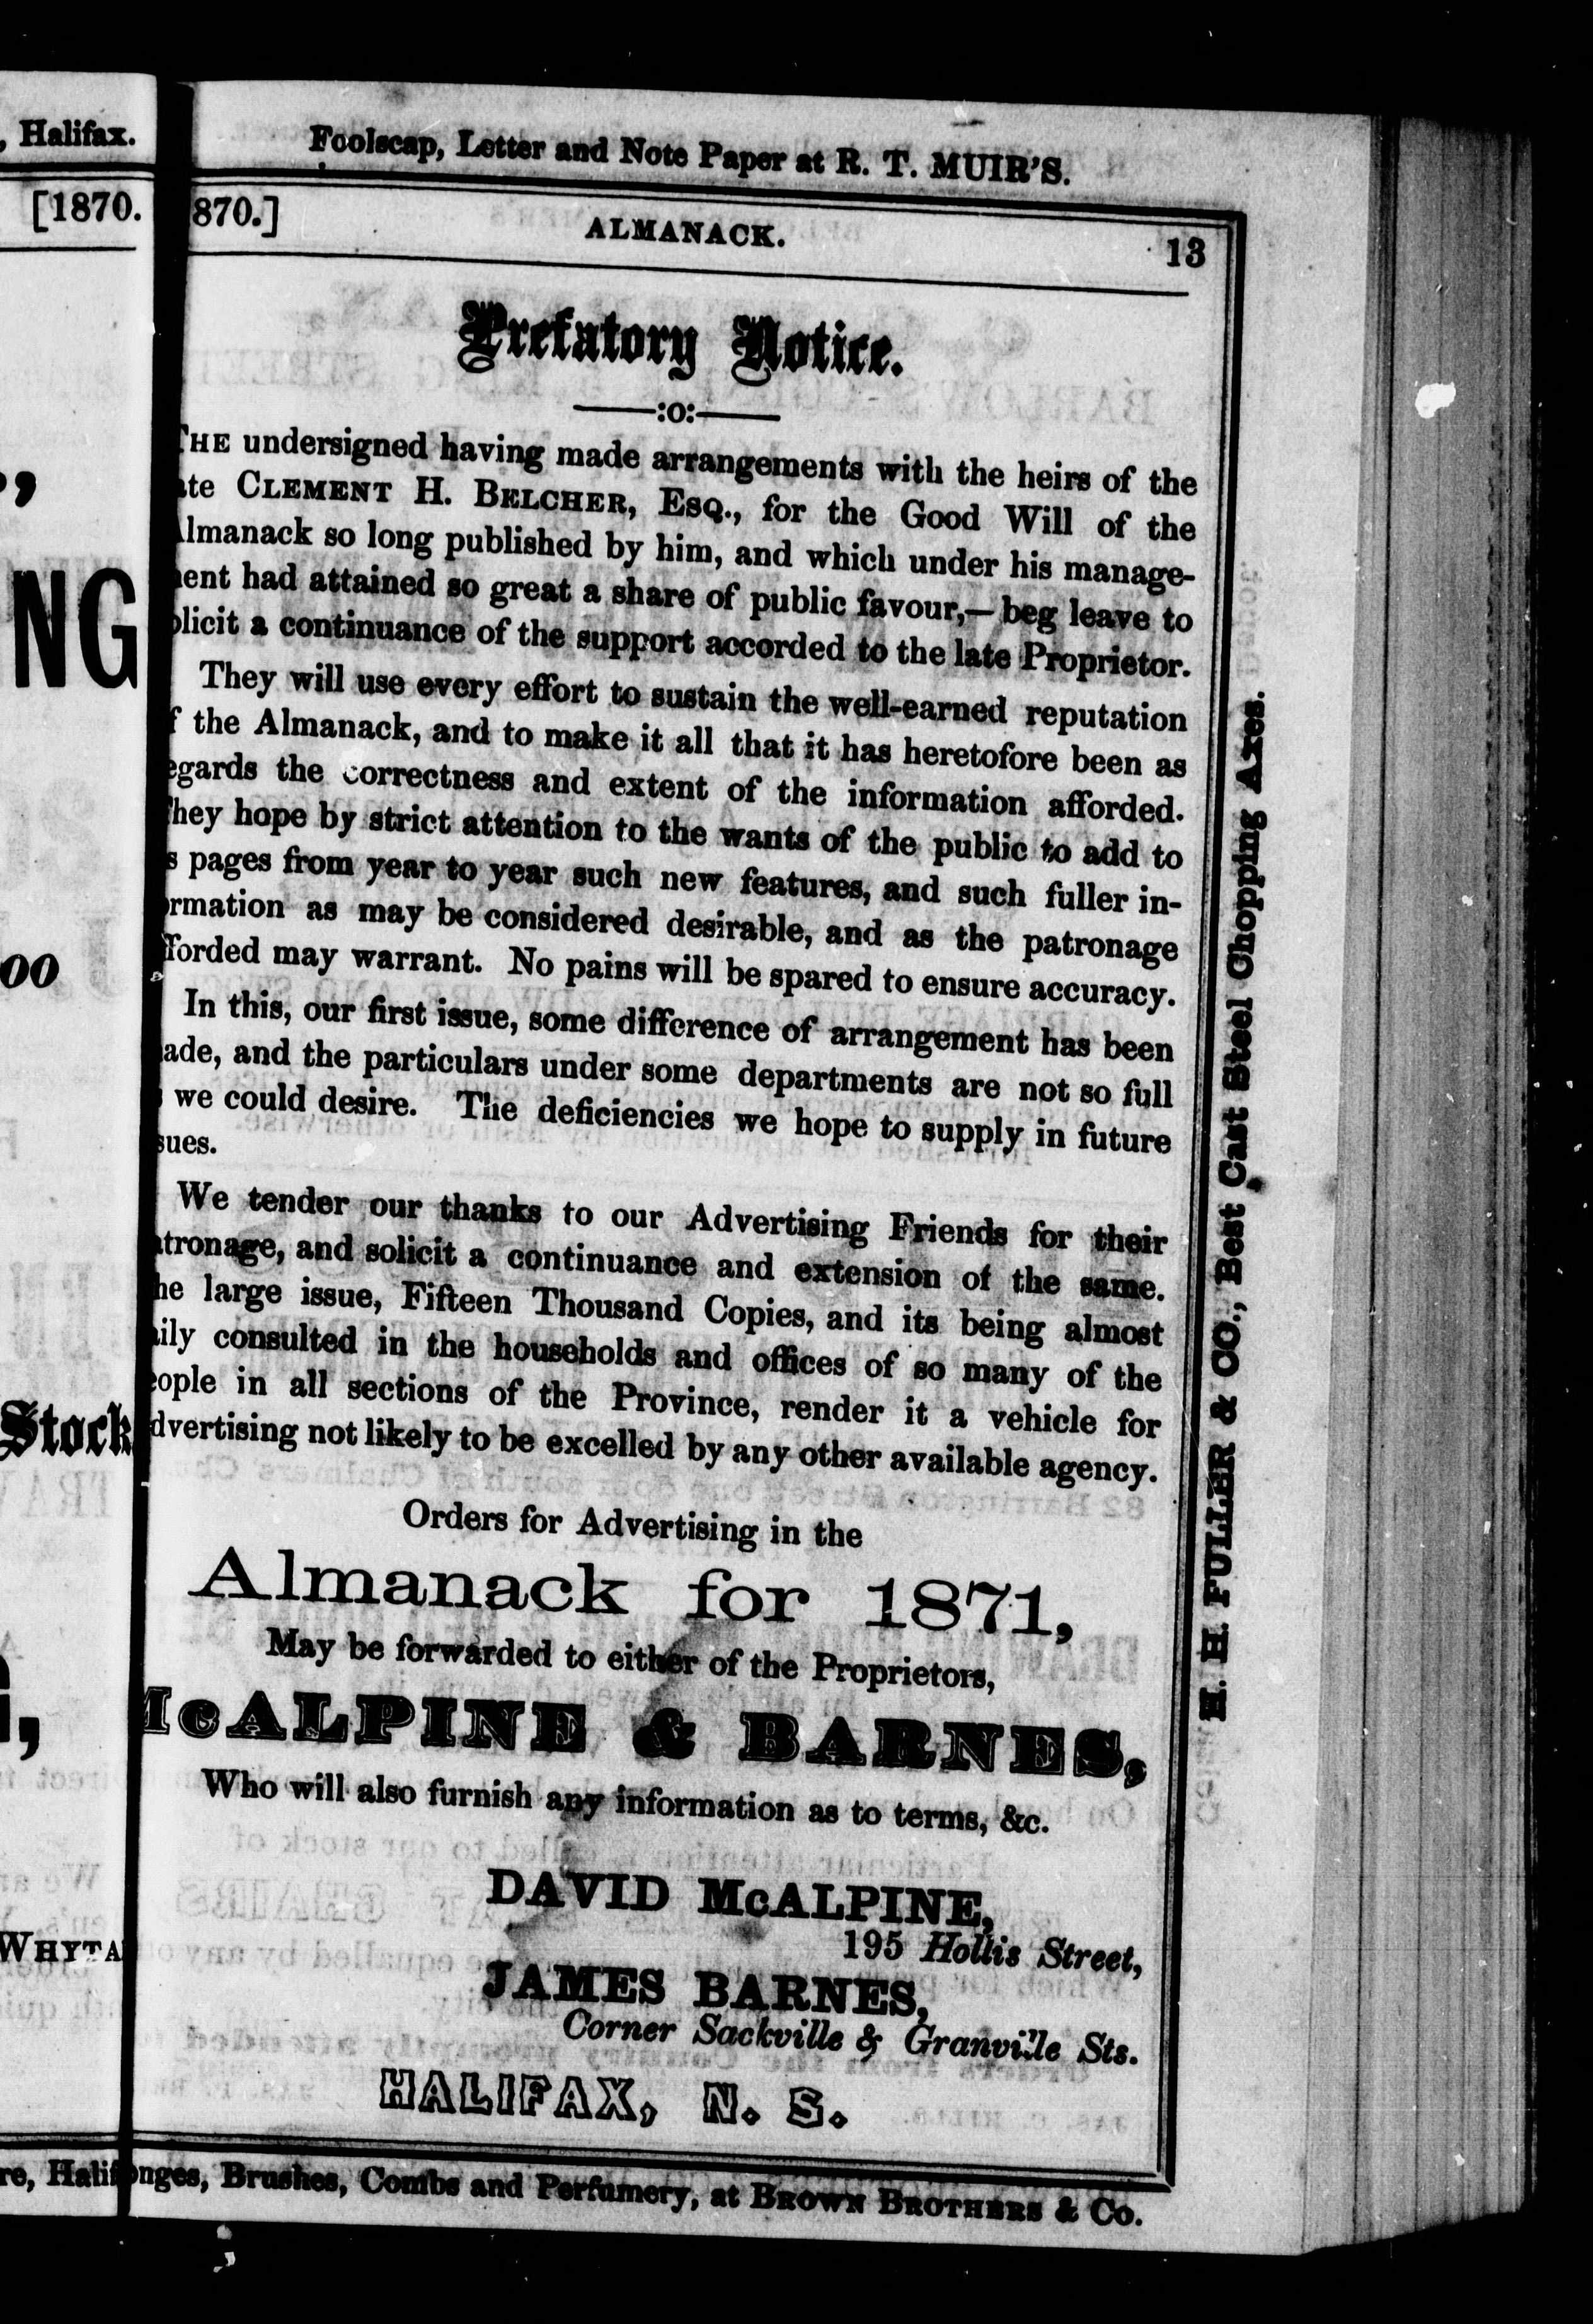 , Halifax.
[1870.
,
NG
oo
Stock
,
WHYTA
re, Halif
Foolscap, Letter and Note Paper at R. T. MUIR'S.
870.]
ALMANACK.
13
Prefatory Notice.
——:o:——
THE undersigned having made arrangements with the heirs of the
ate CLEMENT H. BELCHER, ESQ., for the Good Will of the
Almanack so long published by him, and which under his manage-
ent had attained so great a share of public favour,—beg leave to
olicit a continuance of the support accorded to the late Proprietor.
They will use every effort to sustain the well-earned reputation
f the Almanack, and to make it all that it has heretofore been as
egards the correctness and extent of the information afforded.
They hope by strict attention to the wants of the public to add to
s pages from year to year such new features, and such fuller in-
ormation as may be considered desirable, and as the patronage
fforded may warrant. No pains will be spared to ensure accuracy.
In this, our first issue, some difference of arrangement has been
ade, and the particulars under some departments are not so full
we could desire. The deficiencies we hope to supply in future
sues.
We tender our thanks to our Advertising Friends for their
atronage, and solicit a continuance and extension of the same.
he large issue, Fifteen Thousand Copies, and its being almost
aily consulted in the households and offices of so many of the
eople in all sections of the Province, render it a vehicle for
dvertising not likely to be excelled by any other available agency.
Orders for Advertising in the
Almanack for 1871,
May be forwarded to either of the Proprietors,
McALPINE & BARNES,
Who will also furnish any information as to terms, &c.
DAVID McALPINE,
195 Hollis Street,
JAMES BARNES,
Corner Sackville & Granville Sts.
HALIFAX, N. S.
onges, Brushes, Combs and Perfumery, at BROWN BROTHERS & Co.
H. H. FULLER & CO., Best Cast Steel Chopping Axes.